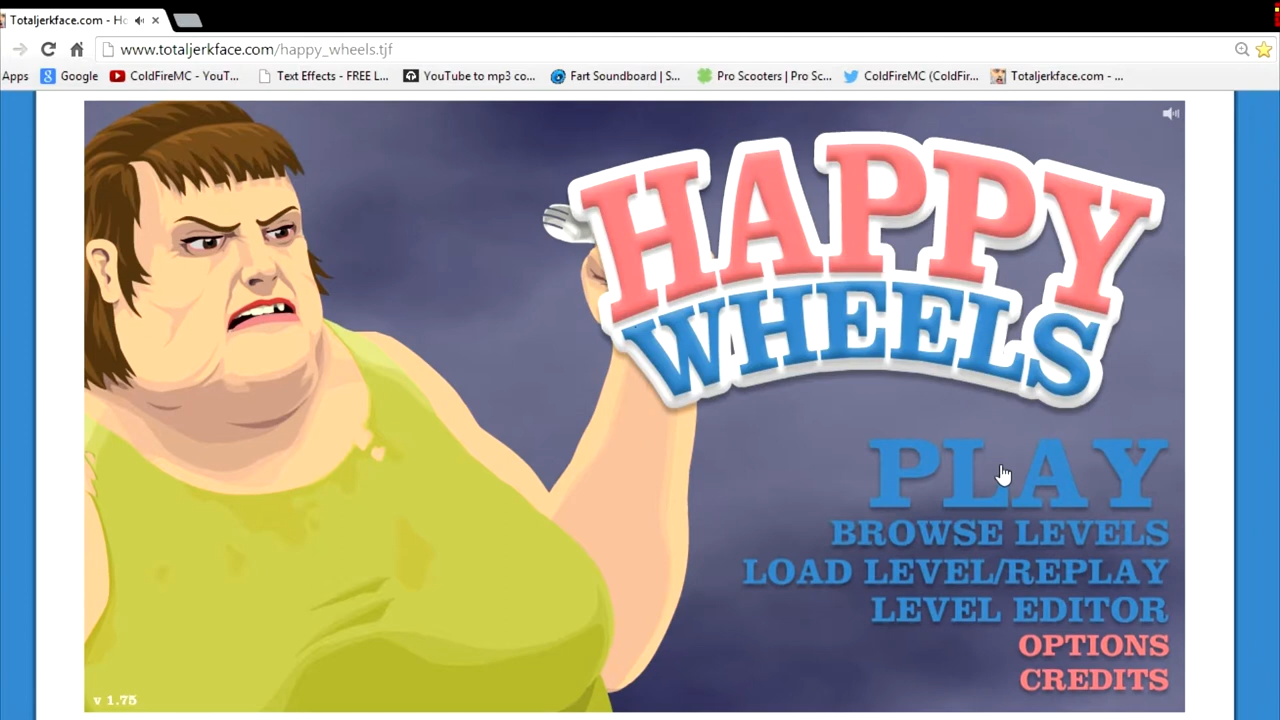 Totaljerkface.com - Ho
www.totaljerkface.com/happy_wheels.tjf
Apps Google ColdFireMC - YouT... Text Effects - FREE L... YouTube to mp3 co... Fart Soundboard | S... Pro Scooters | Pro Sc... ColdFireMC (ColdFir... Totaljerkface.com - ...
HAPPY
WHEELS
PLAY
BROWSE LEVELS
LOAD LEVEL/REPLAY
LEVEL EDITOR
OPTIONS
CREDITS
v 1.75